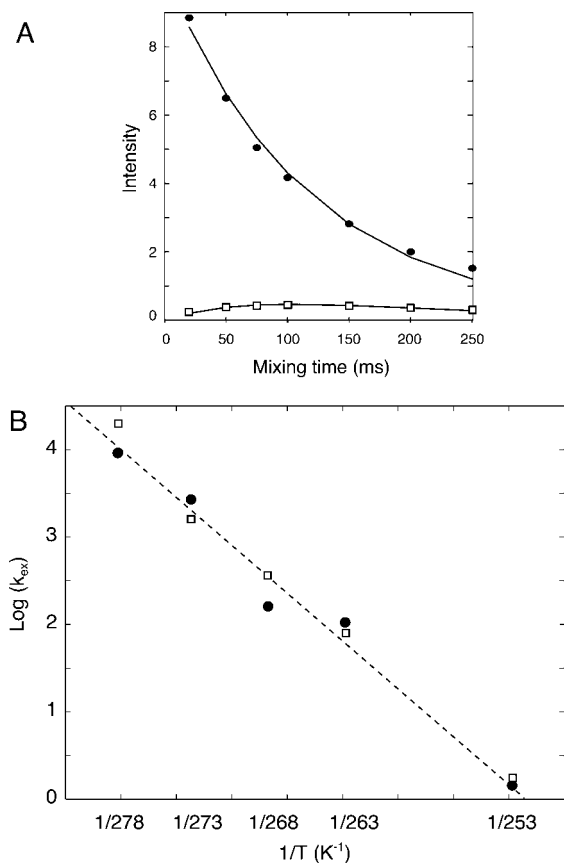 A
8
6
4
2
0
Intensity
0 50 100 150 200 250
Mixing time (ms)
B
4
3
2
1
0
Log (kex)
1/278 1/273 1/268 1/263 1/253
1/T (K-1)